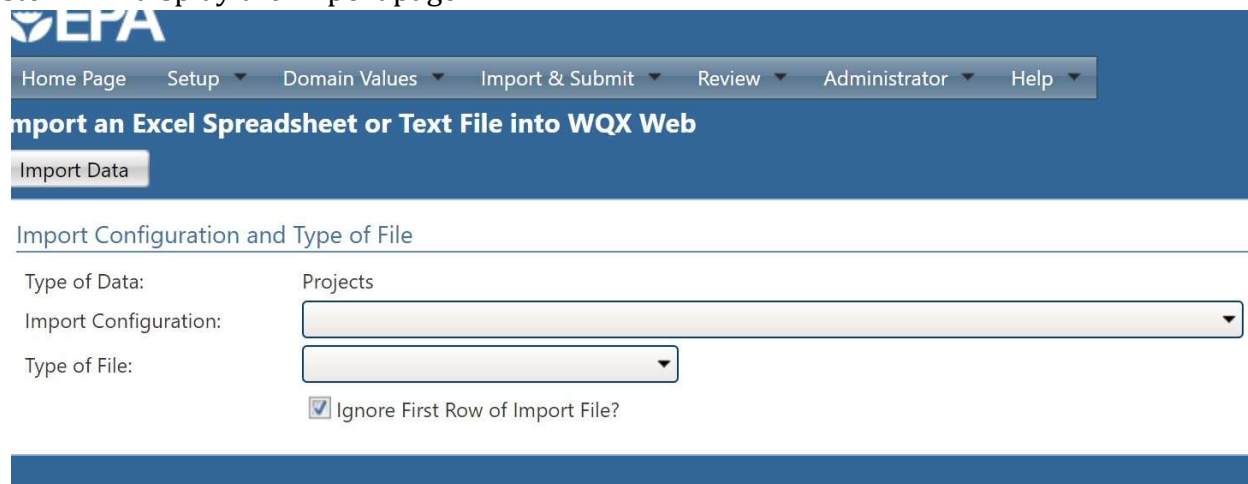 display the
EPA
Home Page Setup Domain Values Import & Submit Review Administrator Help
mport an Excel Spreadsheet or Text File into WQX Web
Import Data
Import Configuration and Type of File
Type of Data: Projects
Import Configuration:
Type of File:
Ignore First Row of Import File?